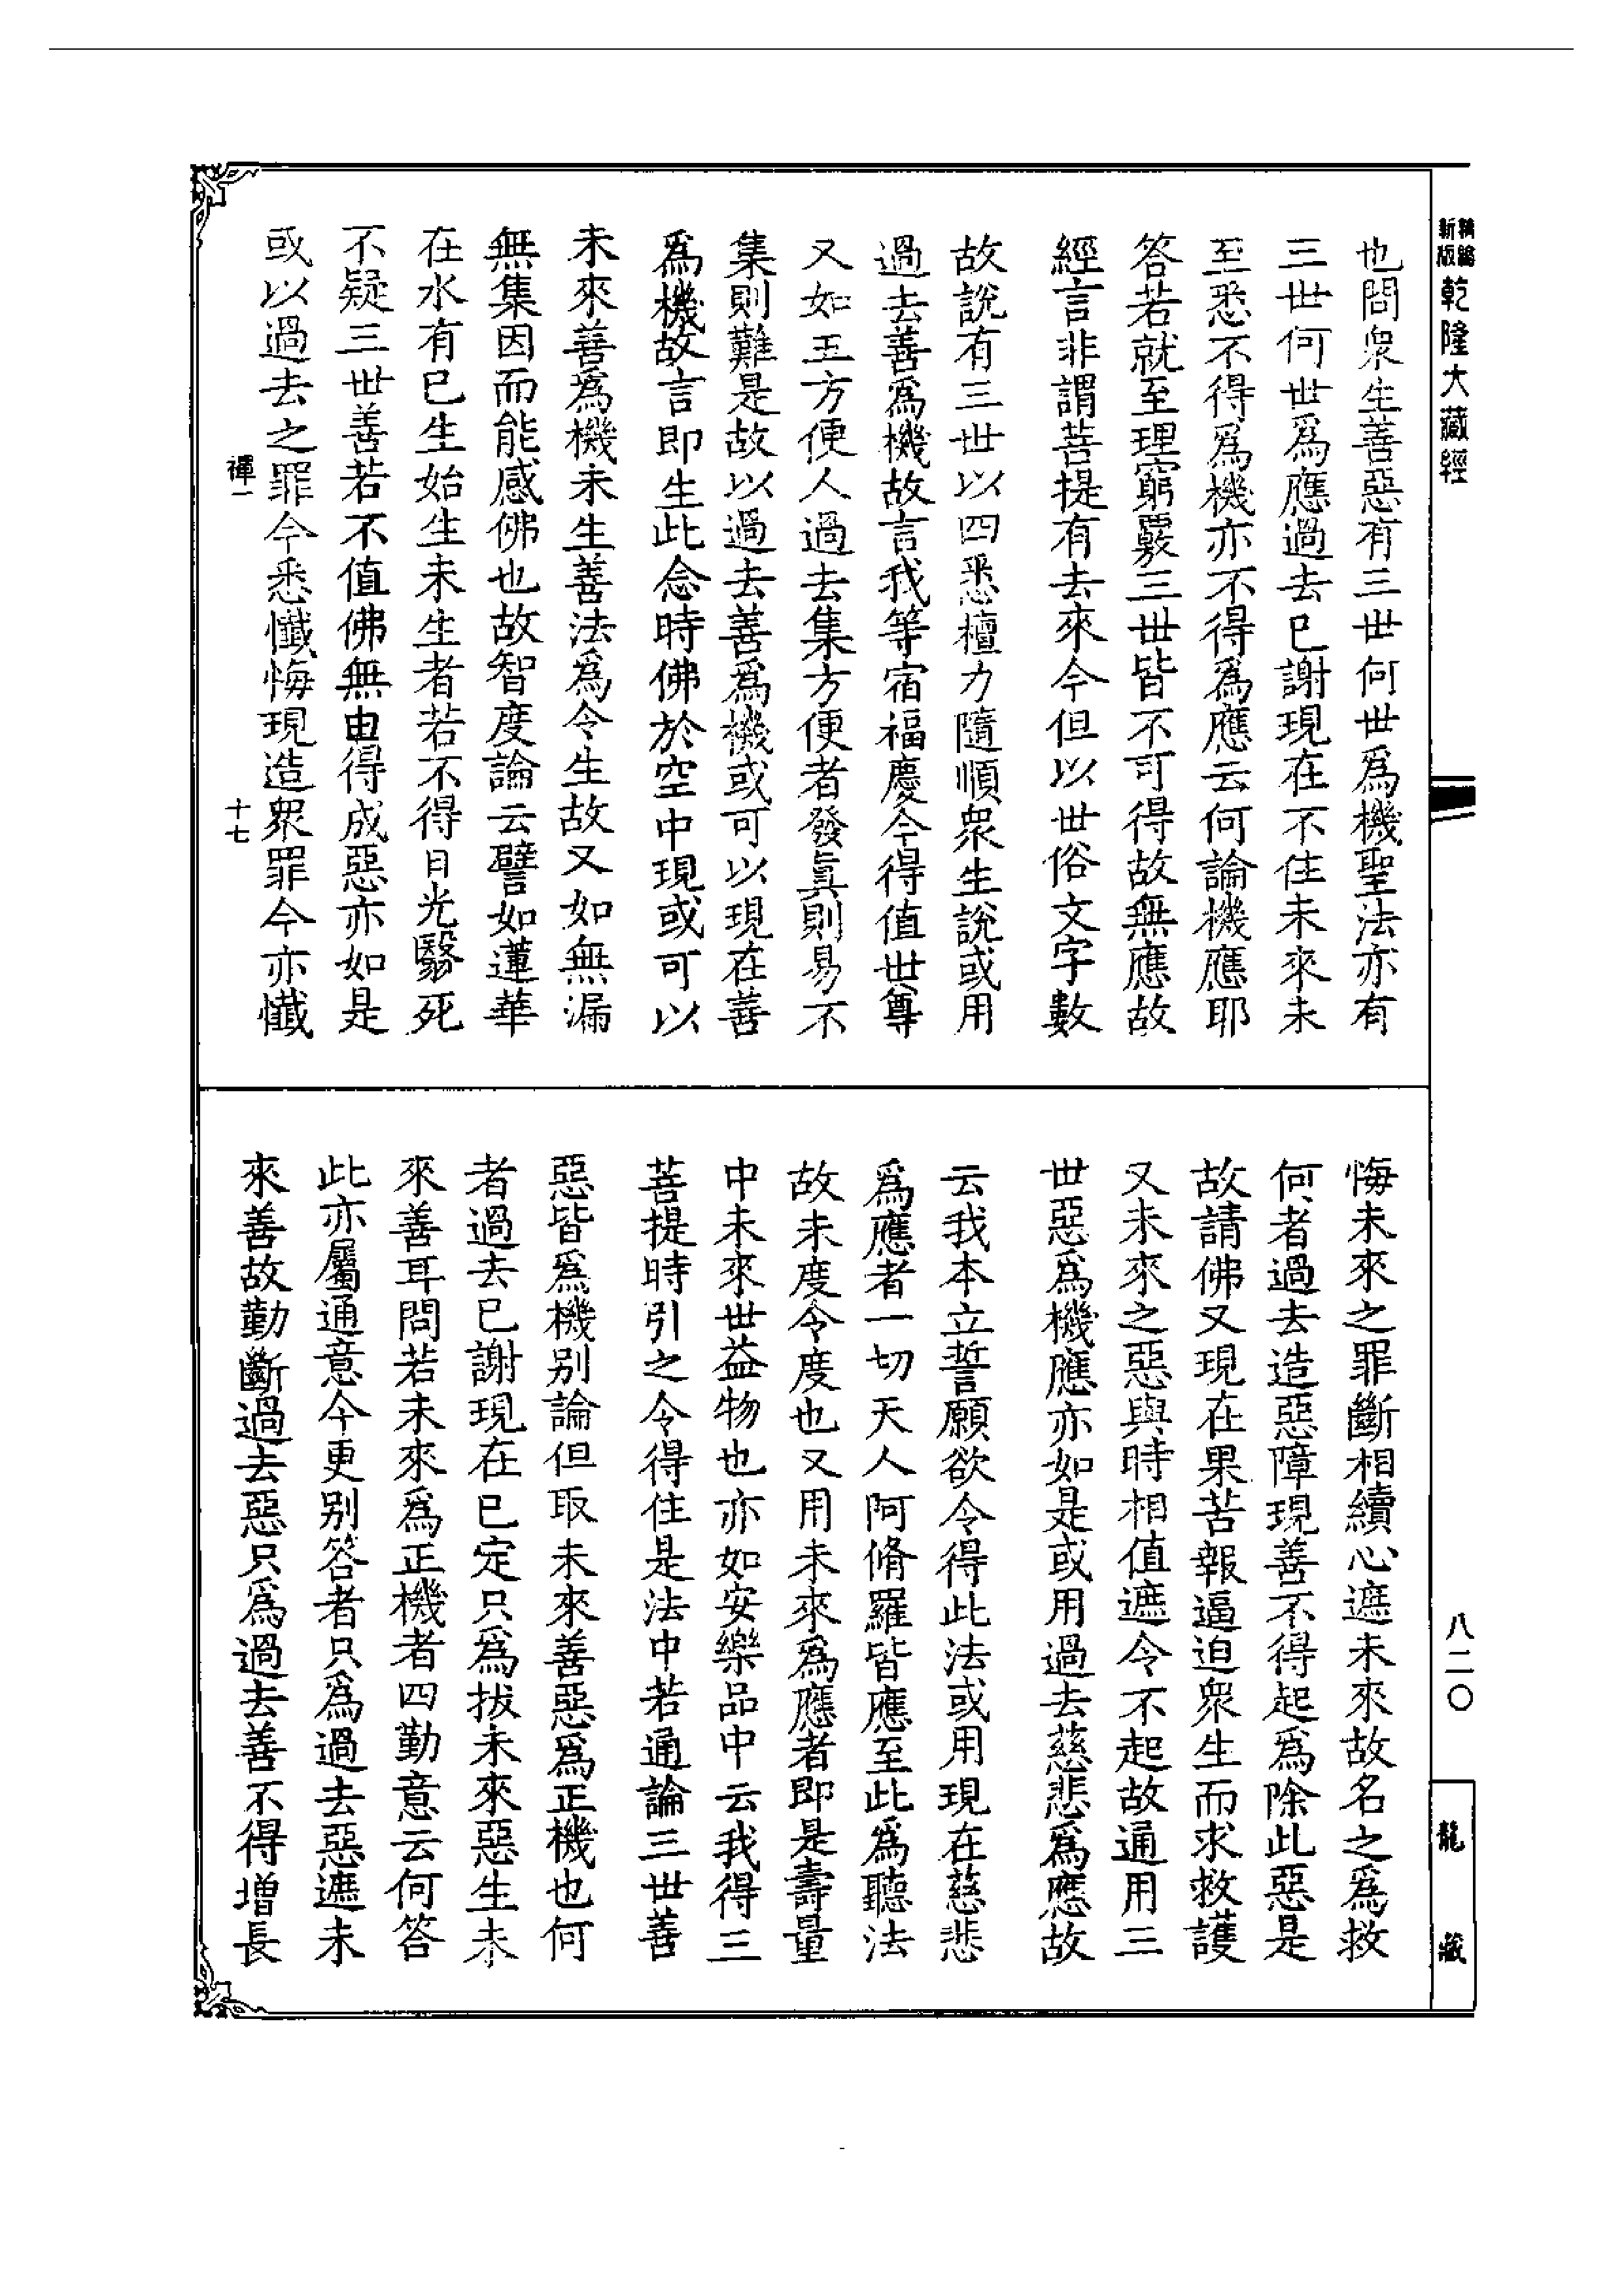 新版
精編
乾隆大藏經
八二〇
龍藏
也問衆生善惡有三世何世爲機聖法亦有
三世何世爲應過去已謝現在不住未來未
至悉不得爲機亦不得爲應云何論機應耶
答若就至理窮覈三世皆不可得故無應故
經言非謂菩提有去來今但以世俗文字數
故說有三世以四悉檀力隨順衆生說或用
過去善爲機故言我等宿福慶今得值世尊
又如五方便人過去集方便者發眞則易不
集則難是故以過去善爲機或可以現在善
爲機故言即生此念時佛於空中現或可以
未來善爲機未生善法爲令生故又如無漏
無集因而能感佛也故智度論云譬如蓮華
在水有已生始生未生者若不得日光翳死
不疑三世善若不值佛無由得成惡亦如是
或以過去之罪今悉懺悔現造衆罪今亦懺
禪一
十七
悔未來之罪斷相續心遮未來故名之爲救
何者過去造惡障現善不得起爲除此惡是
故請佛又現在果苦報逼迫衆生而求救護
又未來之惡與時相值遮令不起故通用三
世惡爲機應亦如是或用過去慈悲爲應故
云我本立誓願欲令得此法或用現在慈悲
爲應者一切天人阿脩羅皆應至此爲聽法
故未度令度也又用未來爲應者即是壽量
中未來世益物也亦如安樂品中云我得三
菩提時引之令得住是法中若通論三世善
惡皆爲機别論但取未來善惡爲正機也何
者過去已謝現在已定只爲拔未來惡生未
來善耳問若未來爲正機者四勤意云何答
此亦屬通意今更别答者只爲過去惡遮未
來善故勤斷過去惡只爲過去善不得增長